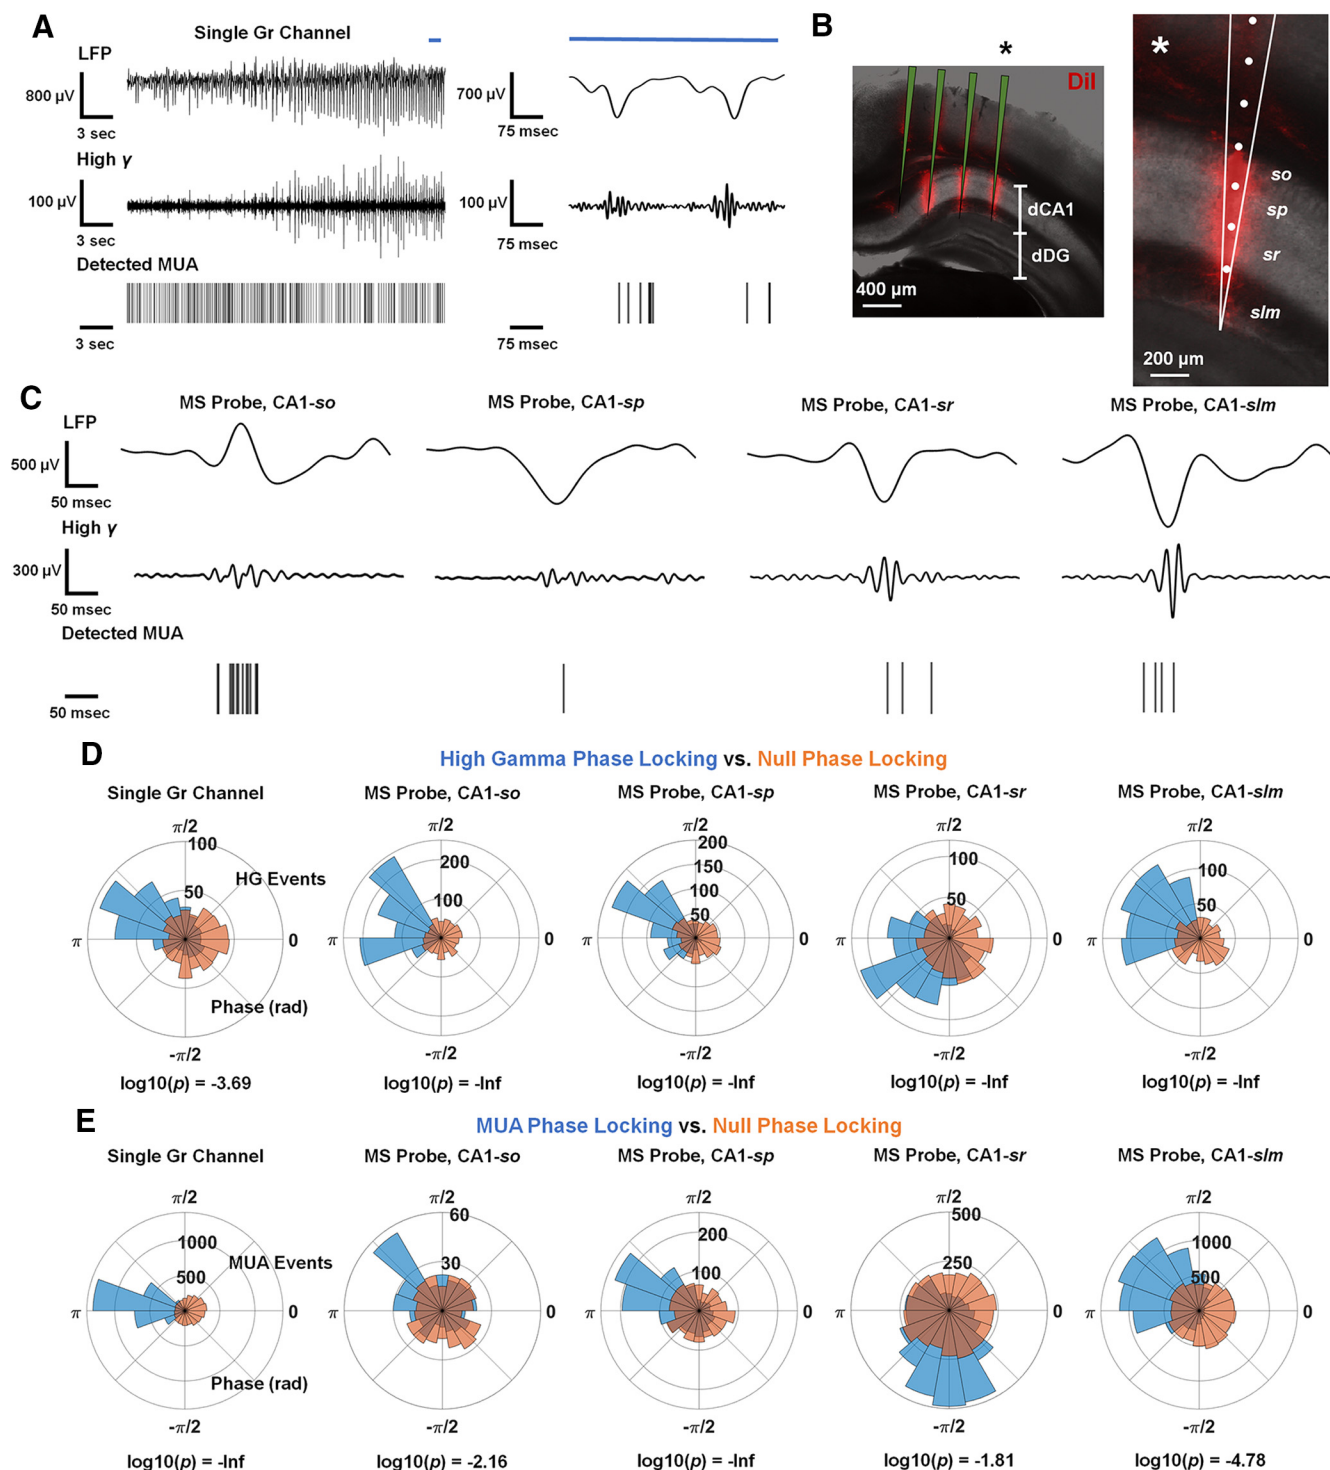 A
Single Gr Channel
LFP
800 µV
3 sec
700 µV
75 msec
High γ
100 µV
3 sec
100 µV
75 msec
Detected MUA
3 sec
75 msec
B
*
DiI
dCA1
dDG
400 µm
*
so
sp
sr
slm
200 µm
C
MS Probe, CA1-so
MS Probe, CA1-sp
MS Probe, CA1-sr
MS Probe, CA1-slm
LFP
500 µV
50 msec
High γ
300 µV
50 msec
Detected MUA
50 msec
D
High Gamma Phase Locking vs. Null Phase Locking
Single Gr Channel
π/2
100
50
HG Events
π
0
Phase (rad)
-π/2
log10(p) = -3.69
MS Probe, CA1-so
π/2
200
100
0
-π/2
log10(p) = -Inf
MS Probe, CA1-sp
π/2
200
150
100
50
π
0
-π/2
log10(p) = -Inf
MS Probe, CA1-sr
π/2
100
50
π
0
-π/2
log10(p) = -Inf
MS Probe, CA1-slm
π/2
100
50
π
0
-π/2
log10(p) = -Inf
E
MUA Phase Locking vs. Null Phase Locking
Single Gr Channel
π/2
1000
500
MUA Events
π
0
Phase (rad)
-π/2
log10(p) = -Inf
MS Probe, CA1-so
π/2
60
30
π
0
-π/2
log10(p) = -2.16
MS Probe, CA1-sp
π/2
200
100
π
0
-π/2
log10(p) = -Inf
MS Probe, CA1-sr
π/2
500
250
π
0
-π/2
log10(p) = -1.81
MS Probe, CA1-slm
π/2
1000
500
π
0
-π/2
log10(p) = -4.78